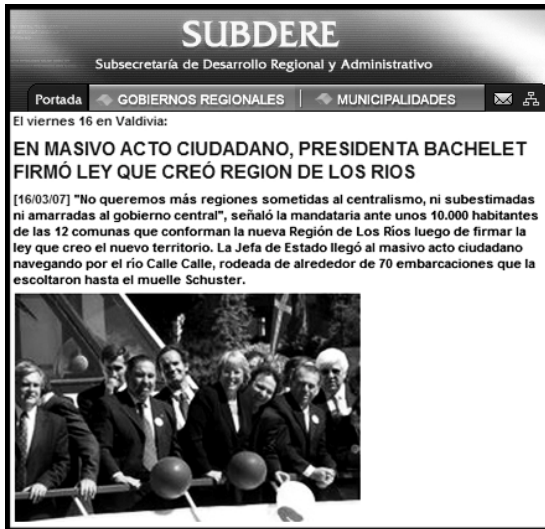 SUBDERE
Subsecretaría de Desarrollo Regional y Administrativo
Portada GOBIERNOS REGIONALES MUNICIPALIDADES
El viernes 16 en Valdivia:
EN MASIVO ACTO CIUDADANO, PRESIDENTA BACHELET
FIRMÓ LEY QUE CREÓ REGION DE LOS RIOS
[16/03/07] "No queremos más regiones sometidas al centralismo, ni subestimadas
ni amarradas al gobierno central", señaló la mandataria ante unos 10.000 habitantes
de las 12 comunas que conforman la nueva Región de Los Ríos luego de firmar la
ley que creo el nuevo territorio. La Jefa de Estado llegó al masivo acto ciudadano
navegando por el río Calle Calle, rodeada de alrededor de 70 embarcaciones que la
escoltaron hasta el muelle Schuster.